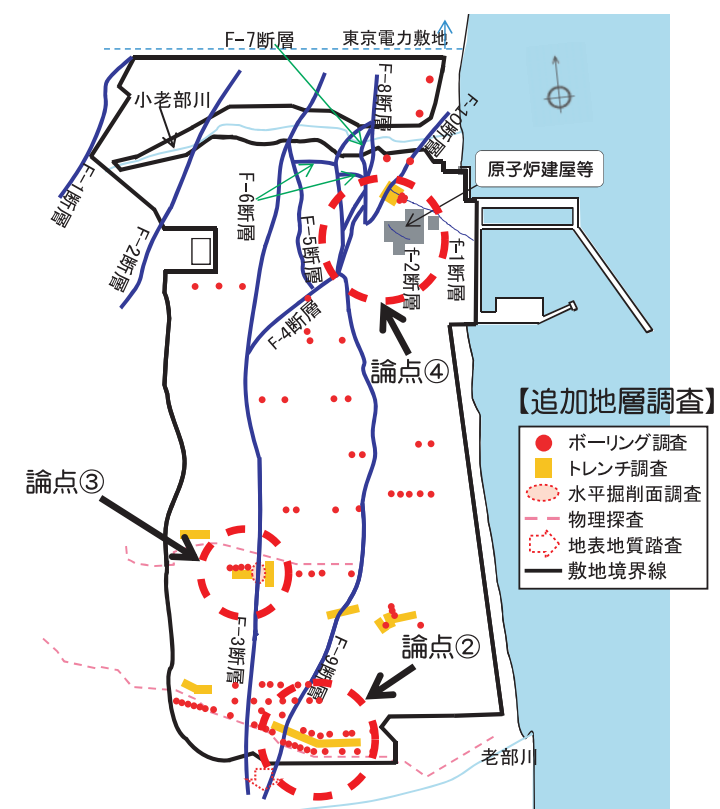 F-7断層
東京電力敷地
小老部川
F-8断層
F-10断層
原子炉建屋等
F-1断層
F-6断層
F-5断層
F-2断層
f-1断層
f-2断層
F-4断層
論点④
【追加地層調査】
ボーリング調査
トレンチ調査
水平掘削面調査
物理探査
地表地質踏査
敷地境界線
論点③
F-3断層
F-9断層
論点②
老部川